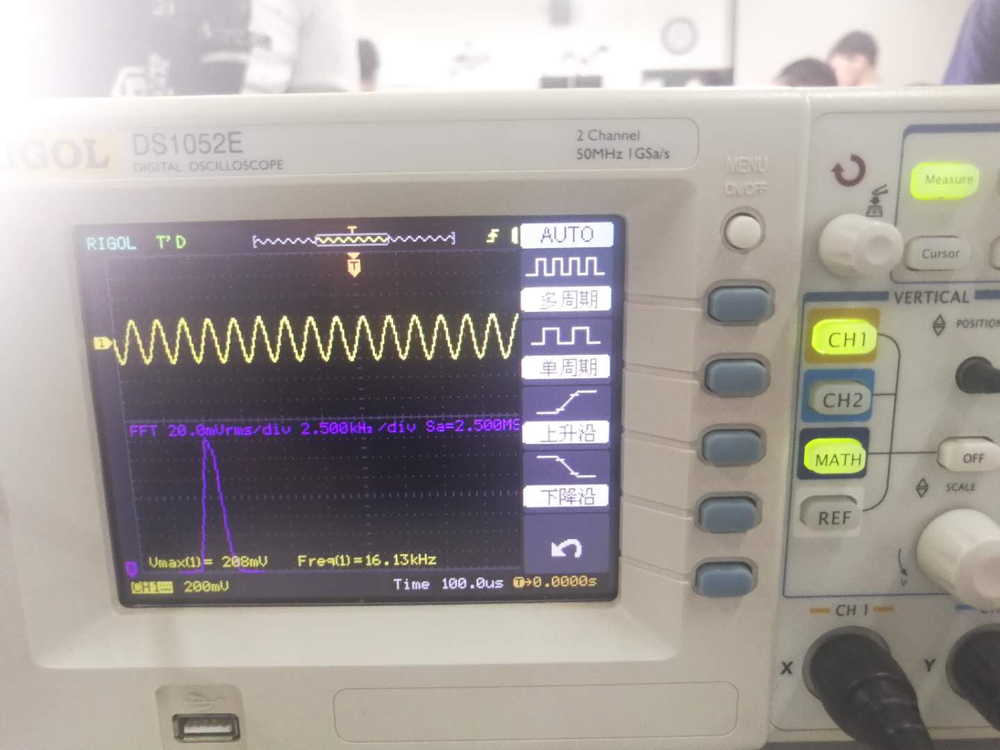 RIGOL
DS1052E
DIGITAL OSCILLOSCOPE
2 Channel
50MHz 1GSa/s
MENU
ON/OFF
Measure
Cursor
RIGOL T'D
T
T
AUTO
多周期
单周期
上升沿
下降沿
1
FFT 20.0mVrms/div 2.500kHz/div Sa=2.500MS
Vmax(1)= 208mV Freq(1)=16.13kHz
CH1 200mV Time 100.0us T→0.0000s
VERTICAL
POSITION
CH1
CH2
MATH
OFF
SCALE
REF
V
CH 1
X
Y